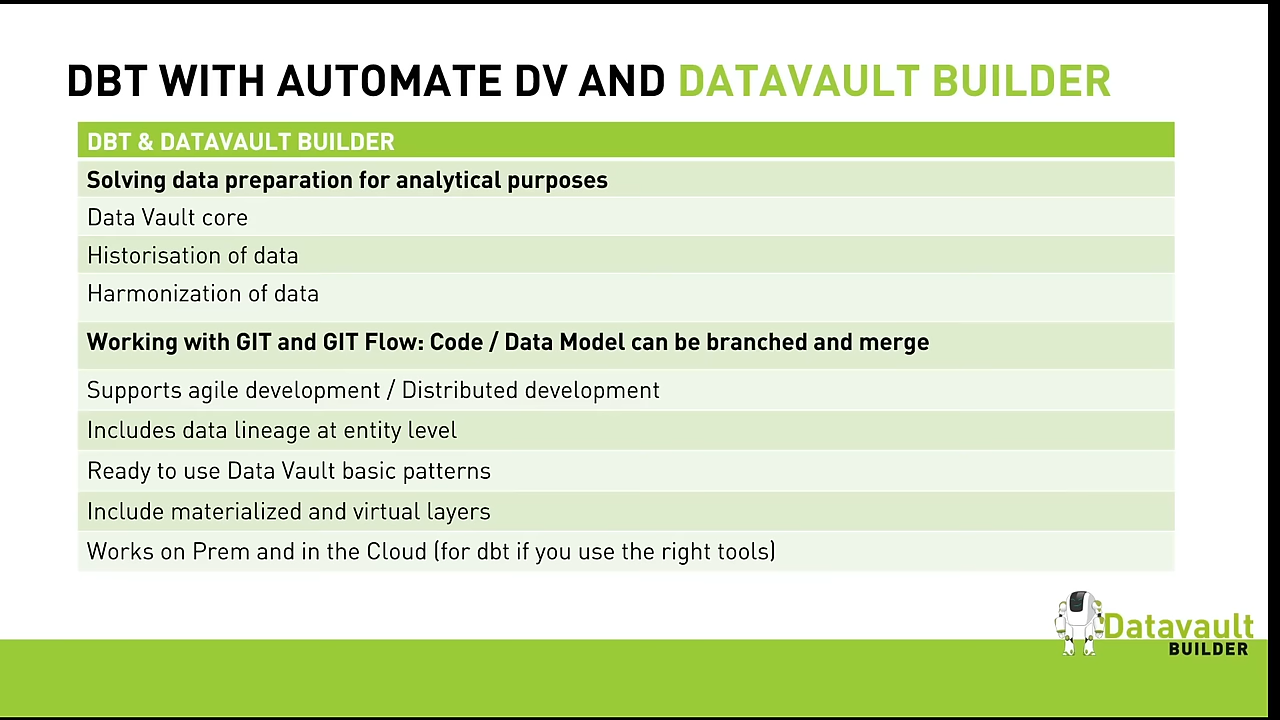 DBT WITH AUTOMATE DV AND DATAVAULT BUILDER
DBT & DATAVAULT BUILDER
Solving data preparation for analytical purposes
Data Vault core
Historisation of data
Harmonization of data
Working with GIT and GIT Flow: Code / Data Model can be branched and merge
Supports agile development / Distributed development
Includes data lineage at entity level
Ready to use Data Vault basic patterns
Include materialized and virtual layers
Works on Prem and in the Cloud (for dbt if you use the right tools)
Datavault
BUILDER